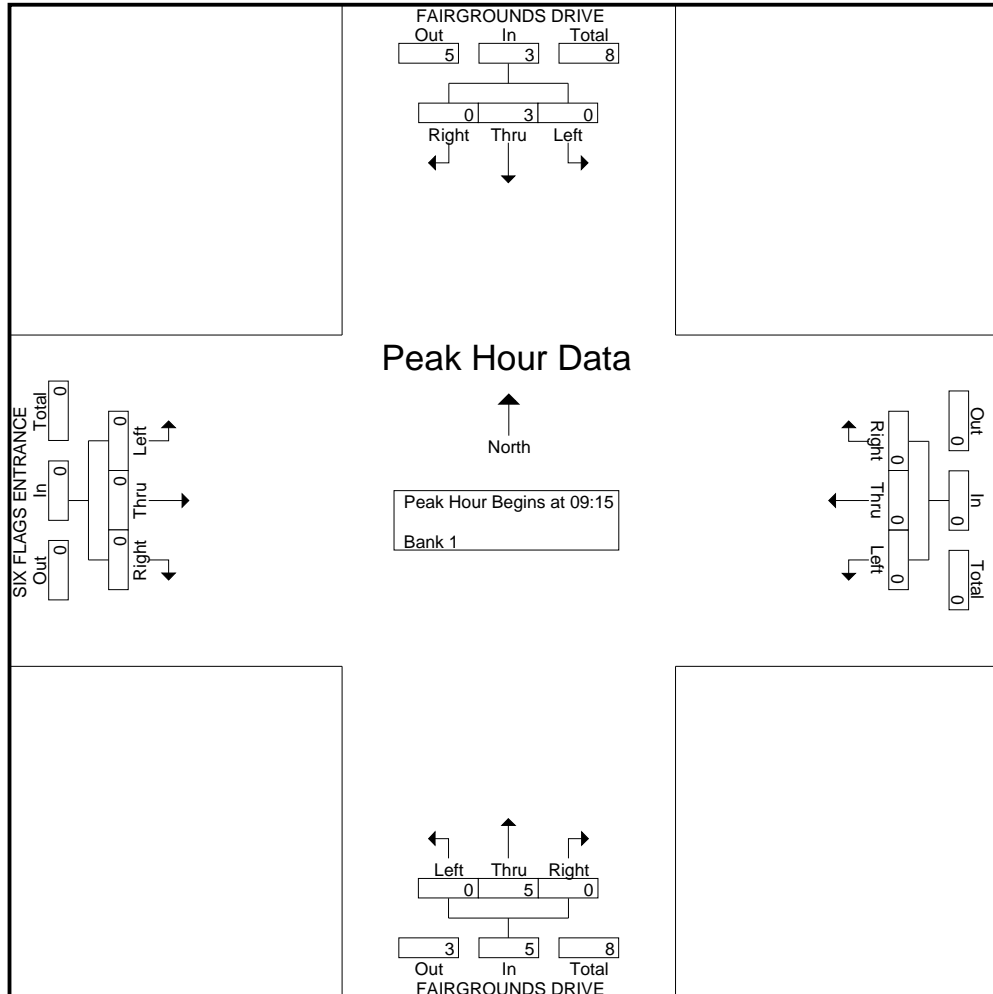 FAIRGROUNDS DRIVE
Out In Total
5 3 8
0 3 0
Right Thru Left
Peak Hour Data
North
Peak Hour Begins at 09:15
Bank 1
SIX FLAGS ENTRANCE
Total In Out
0 0 0
0 0 0
Left Thru Right
Out In Total
0 0 0
Right Thru Left
0 0 0
Left Thru Right
0 5 0
3 5 8
Out In Total
FAIRGROUNDS DRIVE